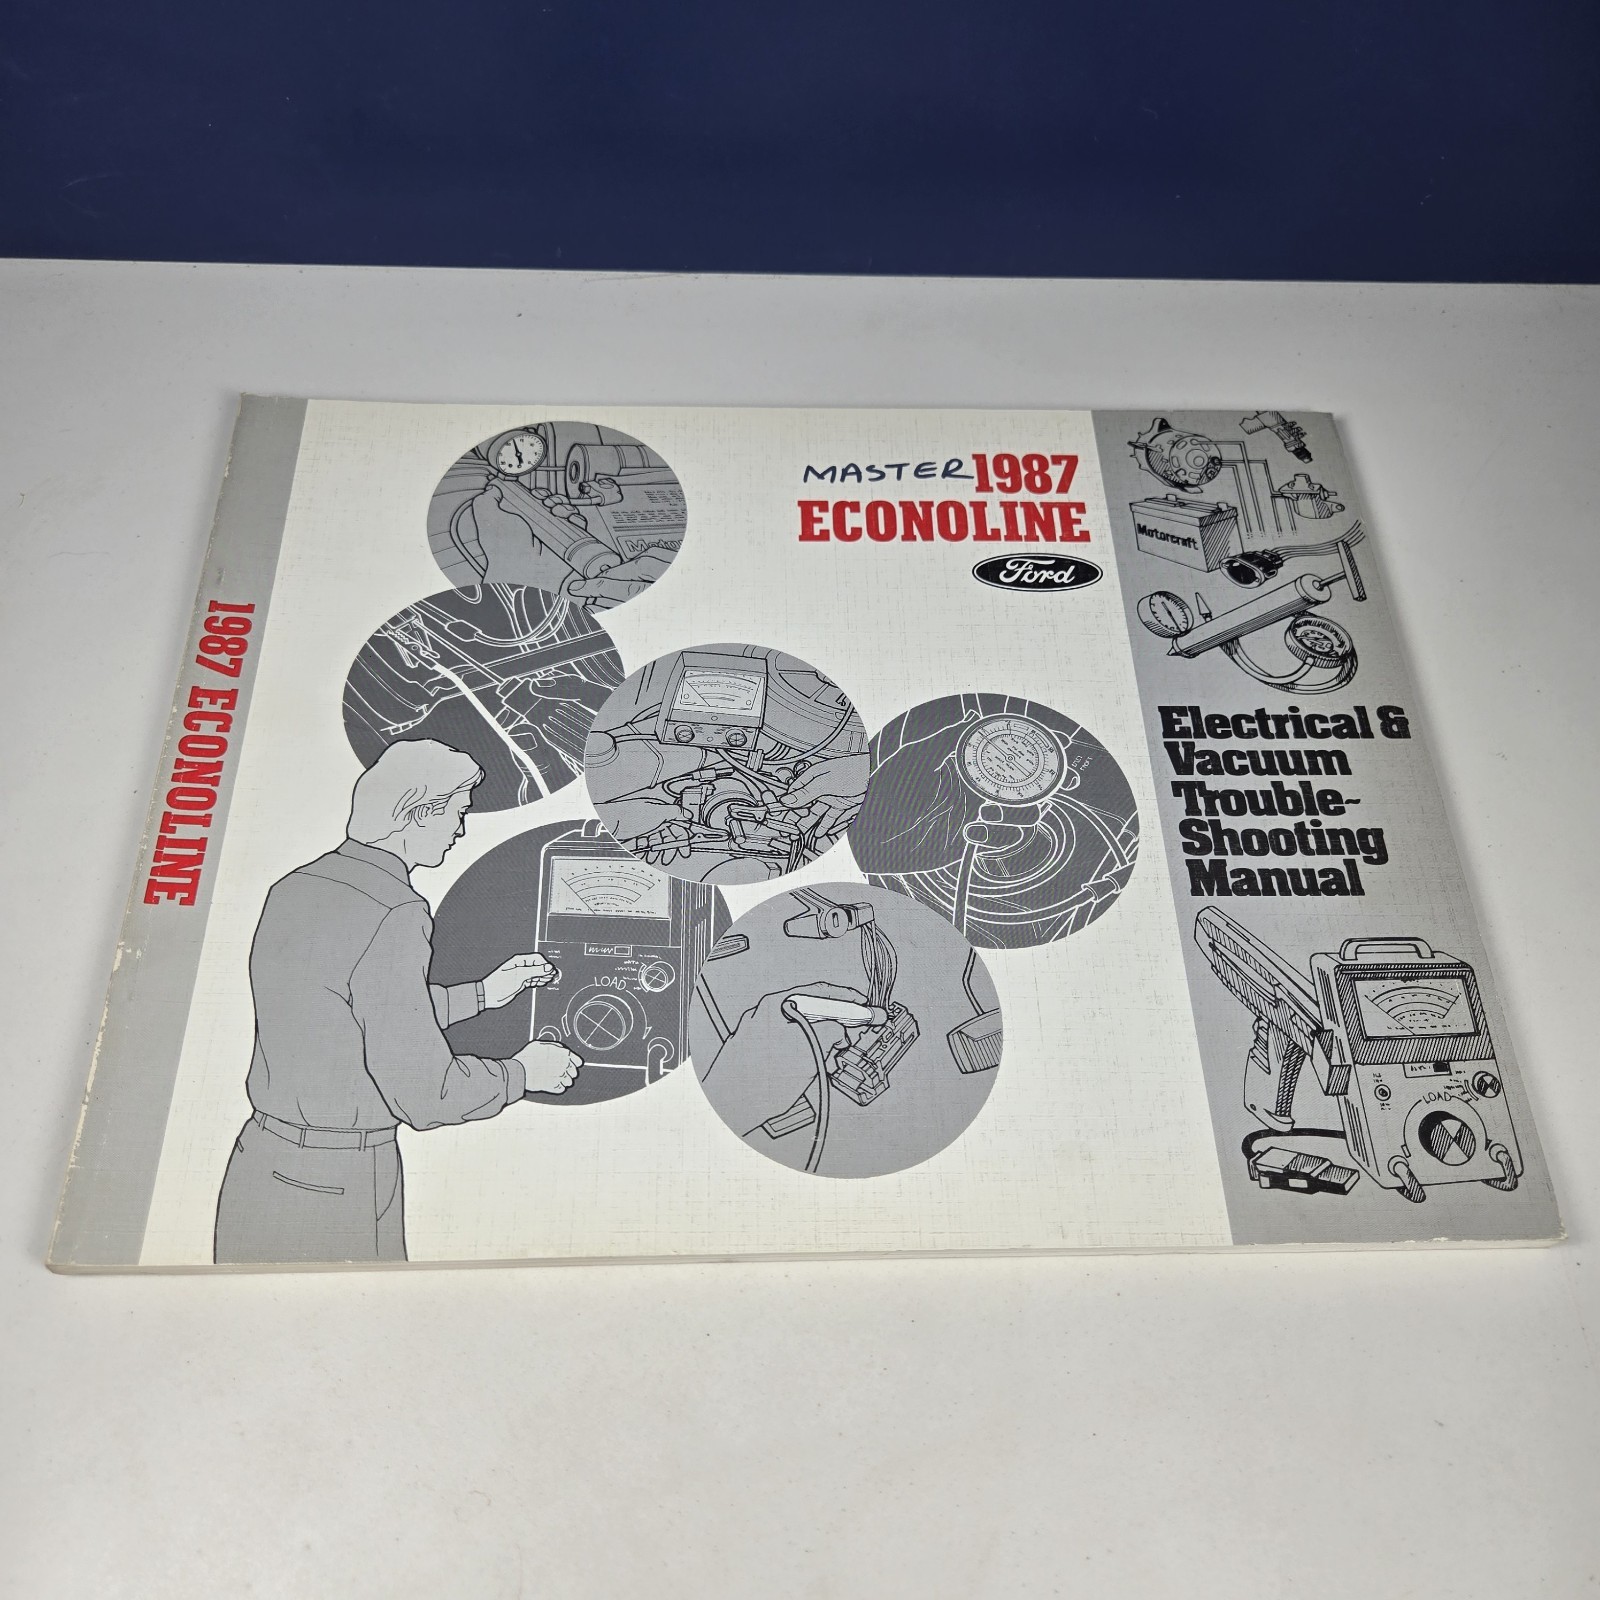 MASTER 1987
ECONOLINE
Ford
1987 ECONOLINE
Motorcraft
Electrical &
Vacuum
Trouble-
Shooting
Manual
LOAD
LOAD